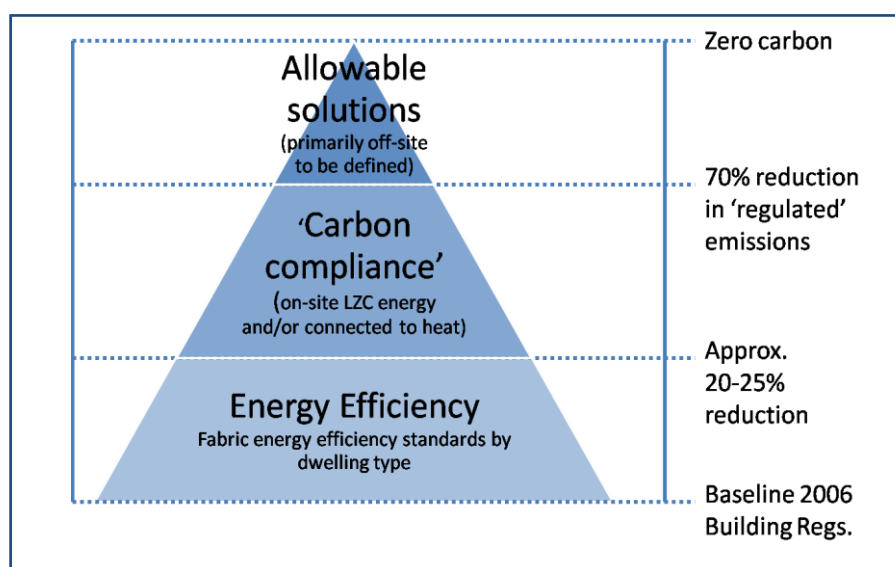 Allowable
solutions
(primarily off-site
to be defined)
‘Carbon
compliance’
(on-site LZC energy
and/or connected to heat)
Energy Efficiency
Fabric energy efficiency standards by
dwelling type
Zero carbon
70% reduction
in ‘regulated’
emissions
Approx.
20-25%
reduction
Baseline 2006
Building Regs.